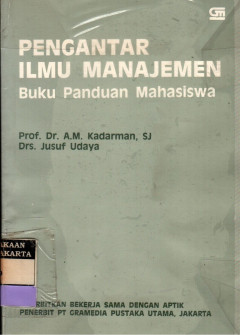 PENGANTAR
ILMU MANAJEMEN
Buku Panduan Mahasiswa
Prof. Dr. A.M. Kadarman, SJ
Drs. Jusuf Udaya
AKAAN
AKARTA
RBITKAN BEKERJA SAMA DENGAN APTIK
PENERBIT PT GRAMEDIA PUSTAKA UTAMA, JAKARTA